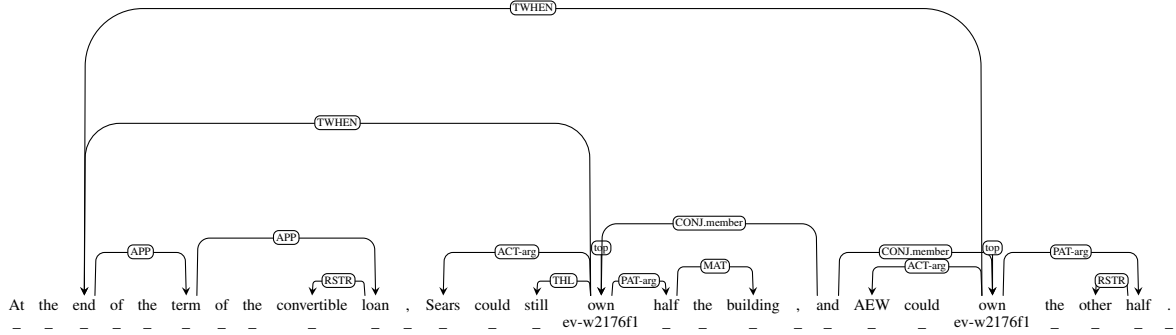 TWHEN
TWHEN
CONJ.member
APP
APP
ACT-arg
top
CONJ.member
top
PAT-arg
RSTR
THL
PAT-arg
MAT
ACT-arg
RSTR
At the end of the term of the convertible loan , Sears could still own half the building , and AEW could own the other half .
_ _ _ _ _ _ _ _ _ _ _ _ _ _ ev-w2176f1 _ _ _ _ _ _ _ ev-w2176f1 _ _ _ _